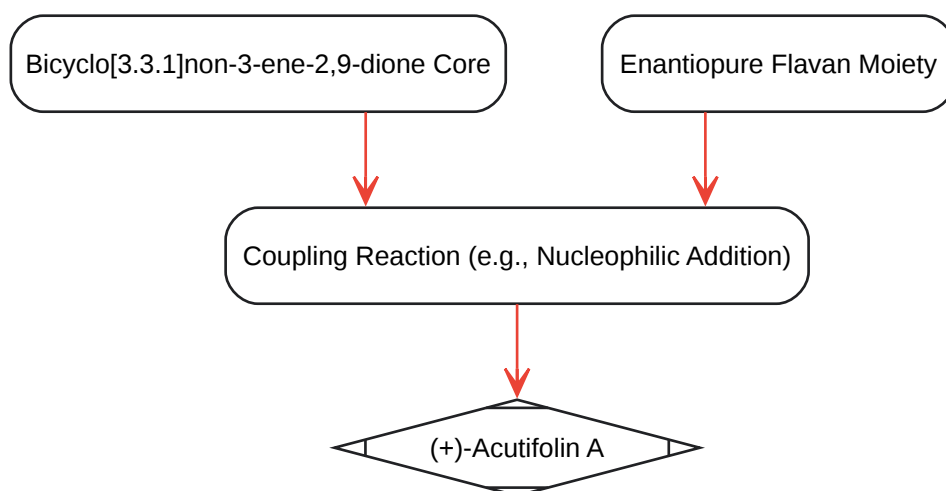 Bicyclo[3.3.1]non-3-ene-2,9-dione Core
Enantiopure Flavan Moiety
Coupling Reaction (e.g., Nucleophilic Addition)
(+)-Acutifolin A